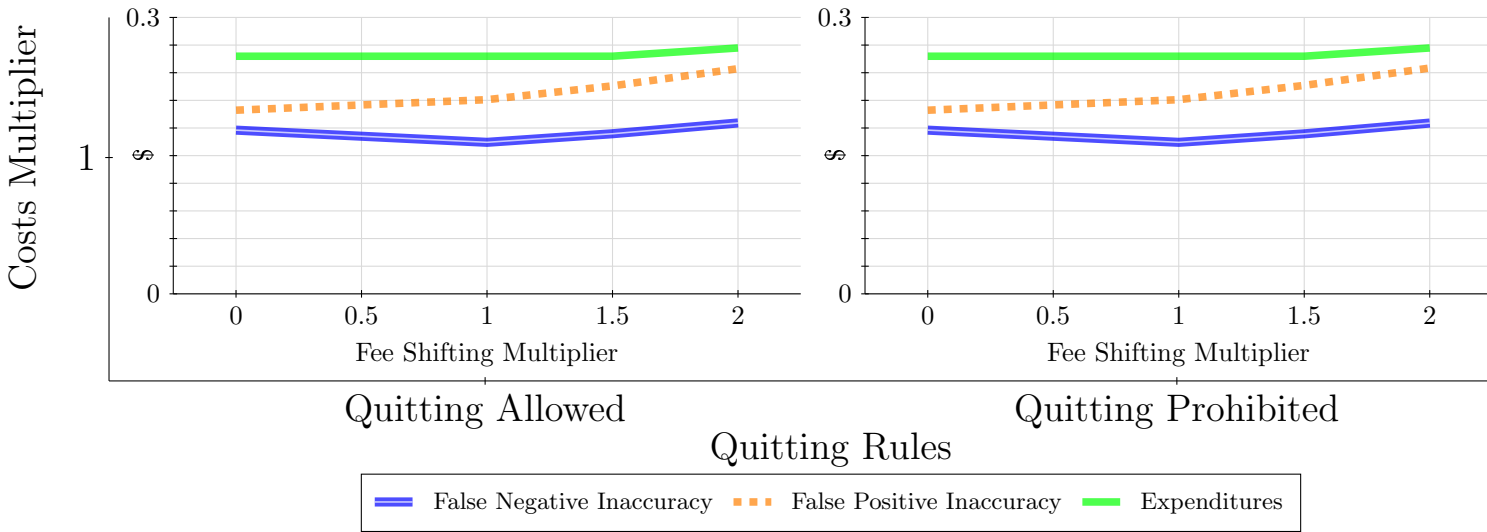 Costs Multiplier
1
0.3
$
0
0 0.5 1 1.5 2
Fee Shifting Multiplier
0.3
$
0
0 0.5 1 1.5 2
Fee Shifting Multiplier
Quitting Allowed
Quitting Prohibited
Quitting Rules
False Negative Inaccuracy False Positive Inaccuracy Expenditures